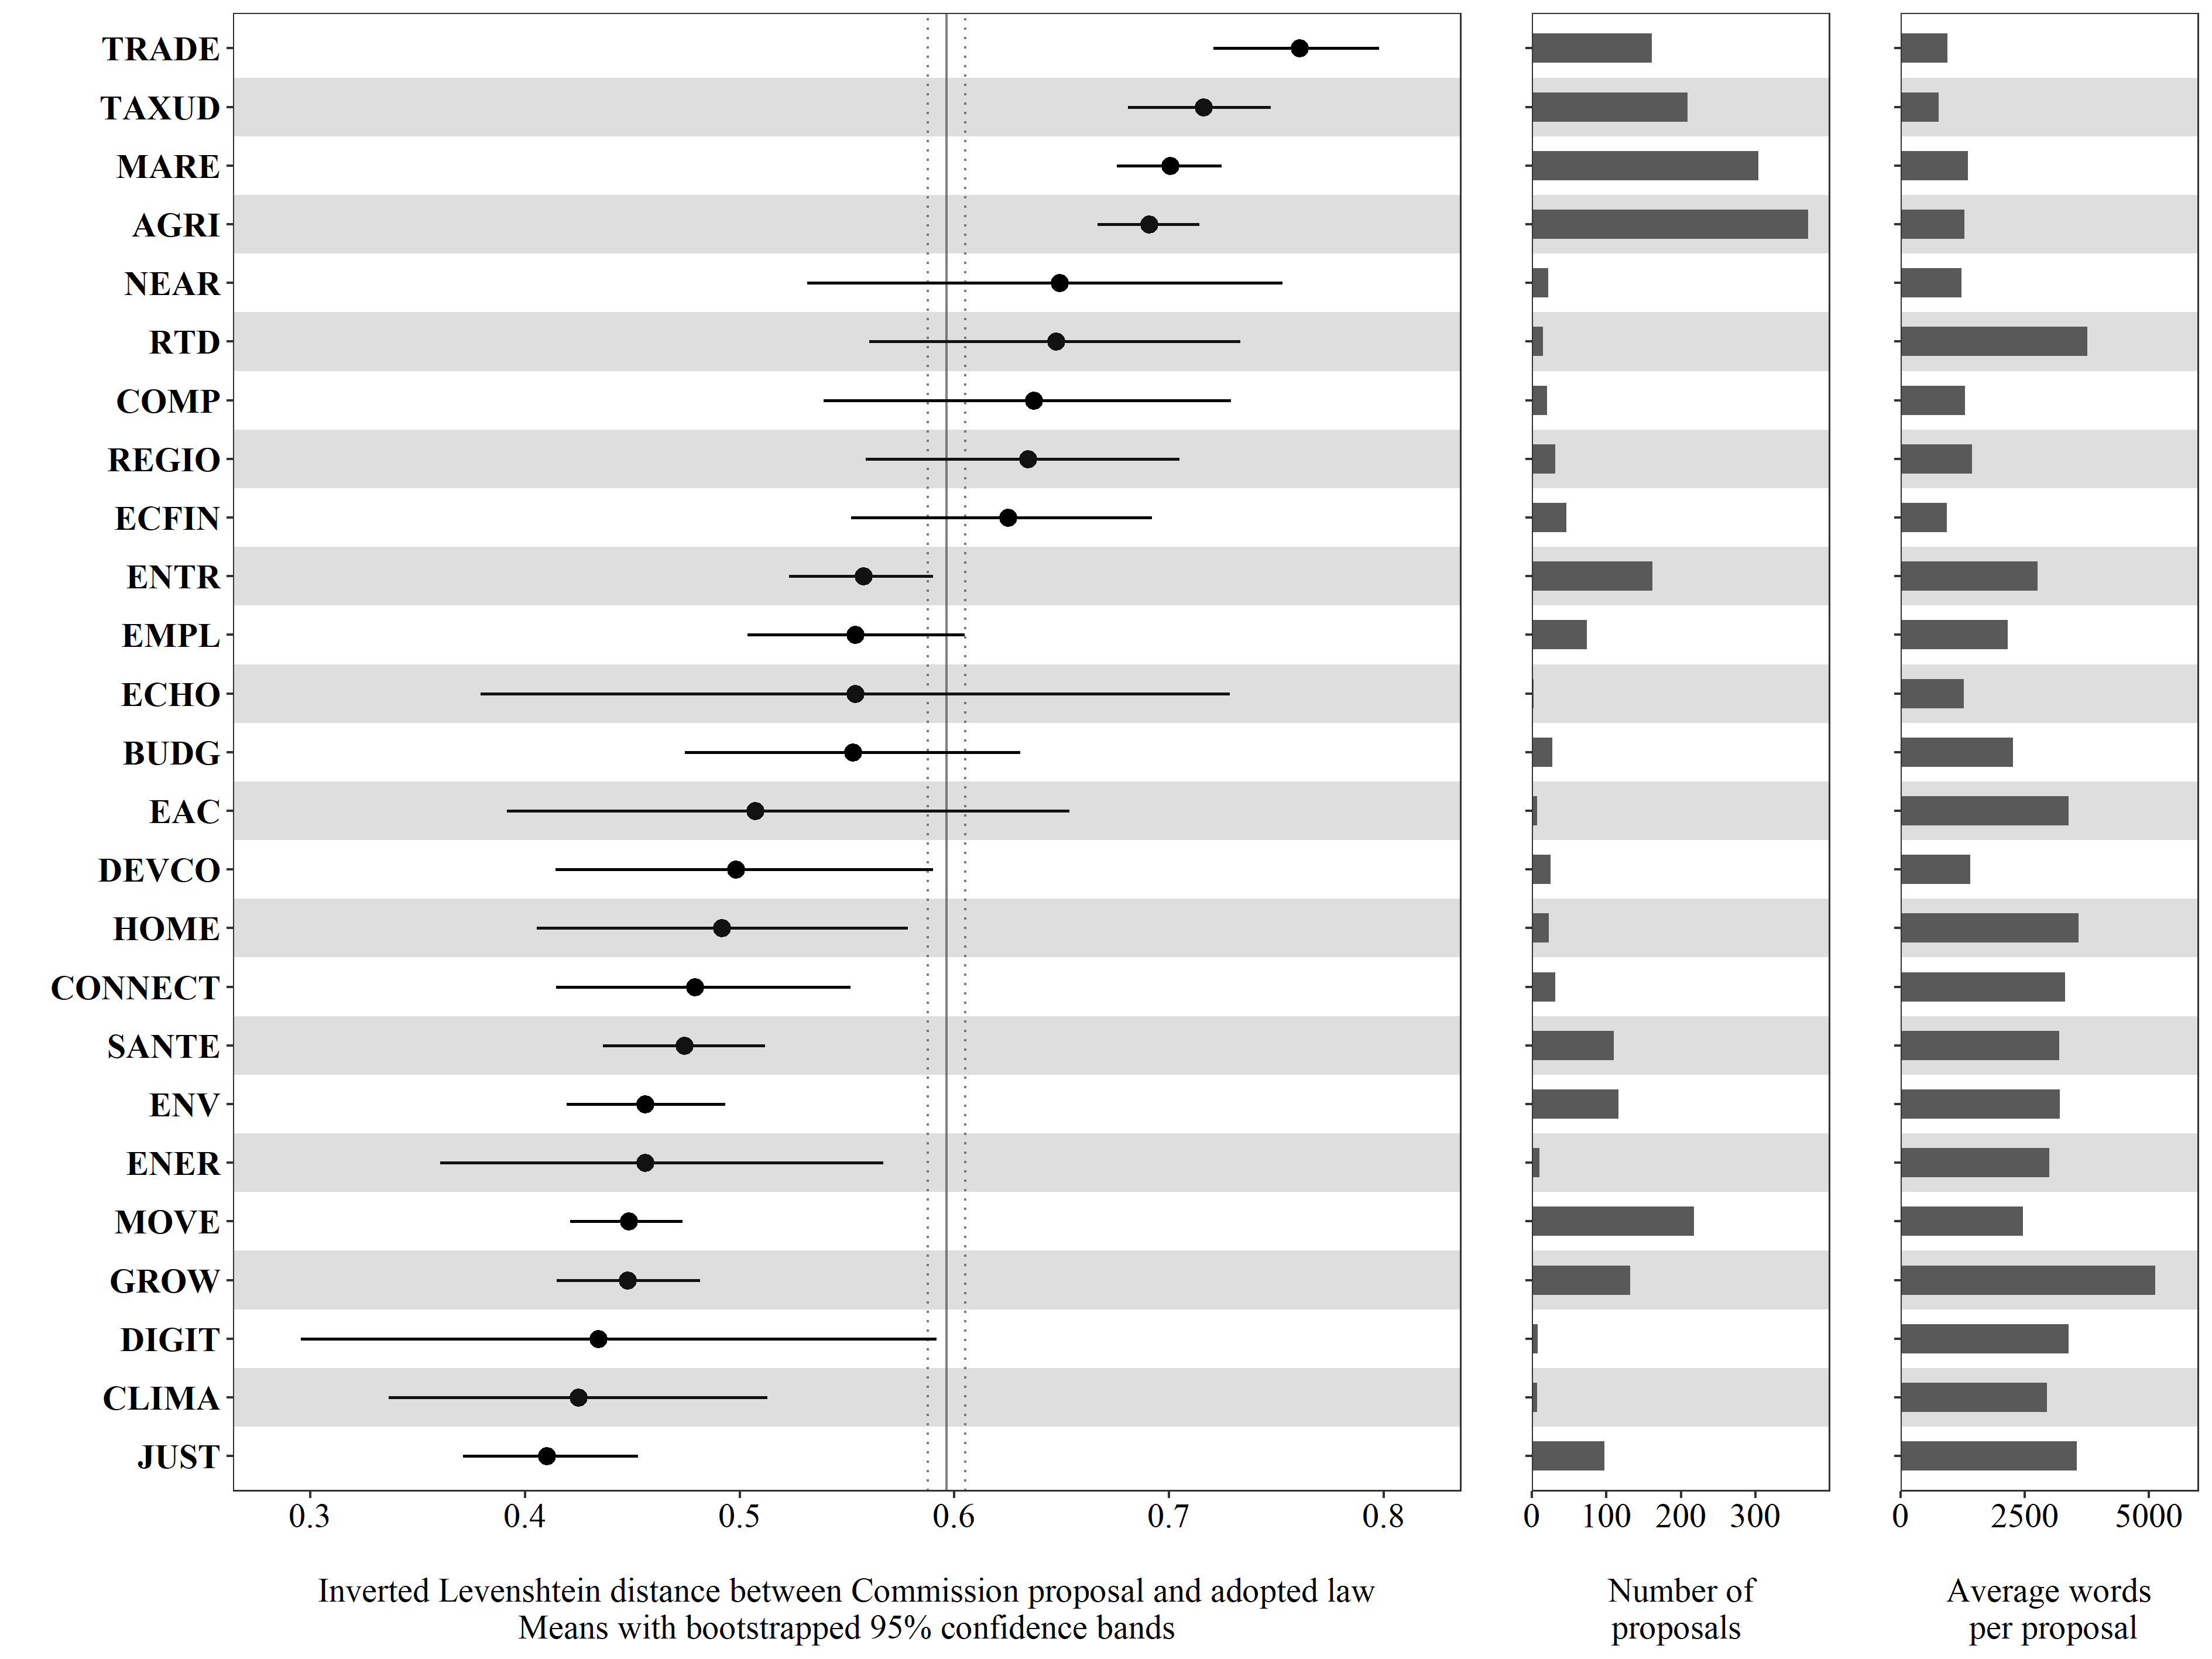 TRADE
TAXUD
MARE
AGRI
NEAR
RTD
COMP
REGIO
ECFIN
ENTR
EMPL
ECHO
BUDG
EAC
DEVCO
HOME
CONNECT
SANTE
ENV
ENER
MOVE
GROW
DIGIT
CLIMA
JUST
0.3 0.4 0.5 0.6 0.7 0.8
0 100 200 300
0 2500 5000
Inverted Levenshtein distance between Commission proposal and adopted law
Means with bootstrapped 95% confidence bands
Number of
proposals
Average words
per proposal